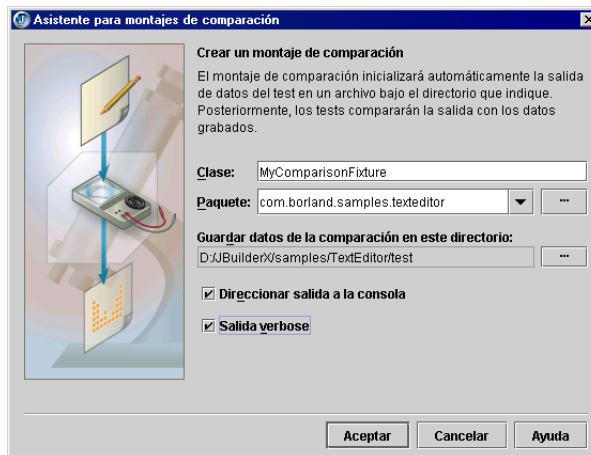 Asistente para montajes de comparación
Crear un montaje de comparación
El montaje de comparación inicializará automáticamente la salida
de datos del test en un archivo bajo el directorio que indique.
Posteriormente, los tests compararán la salida con los datos
grabados.
Clase: MyComparisonFixture
Paquete: com.borland.samples.texteditor ...
Guardar datos de la comparación en este directorio:
D:/JBuilderX/samples/TextEditor/test ...
Direccionar salida a la consola
Salida verbose
Aceptar Cancelar Ayuda